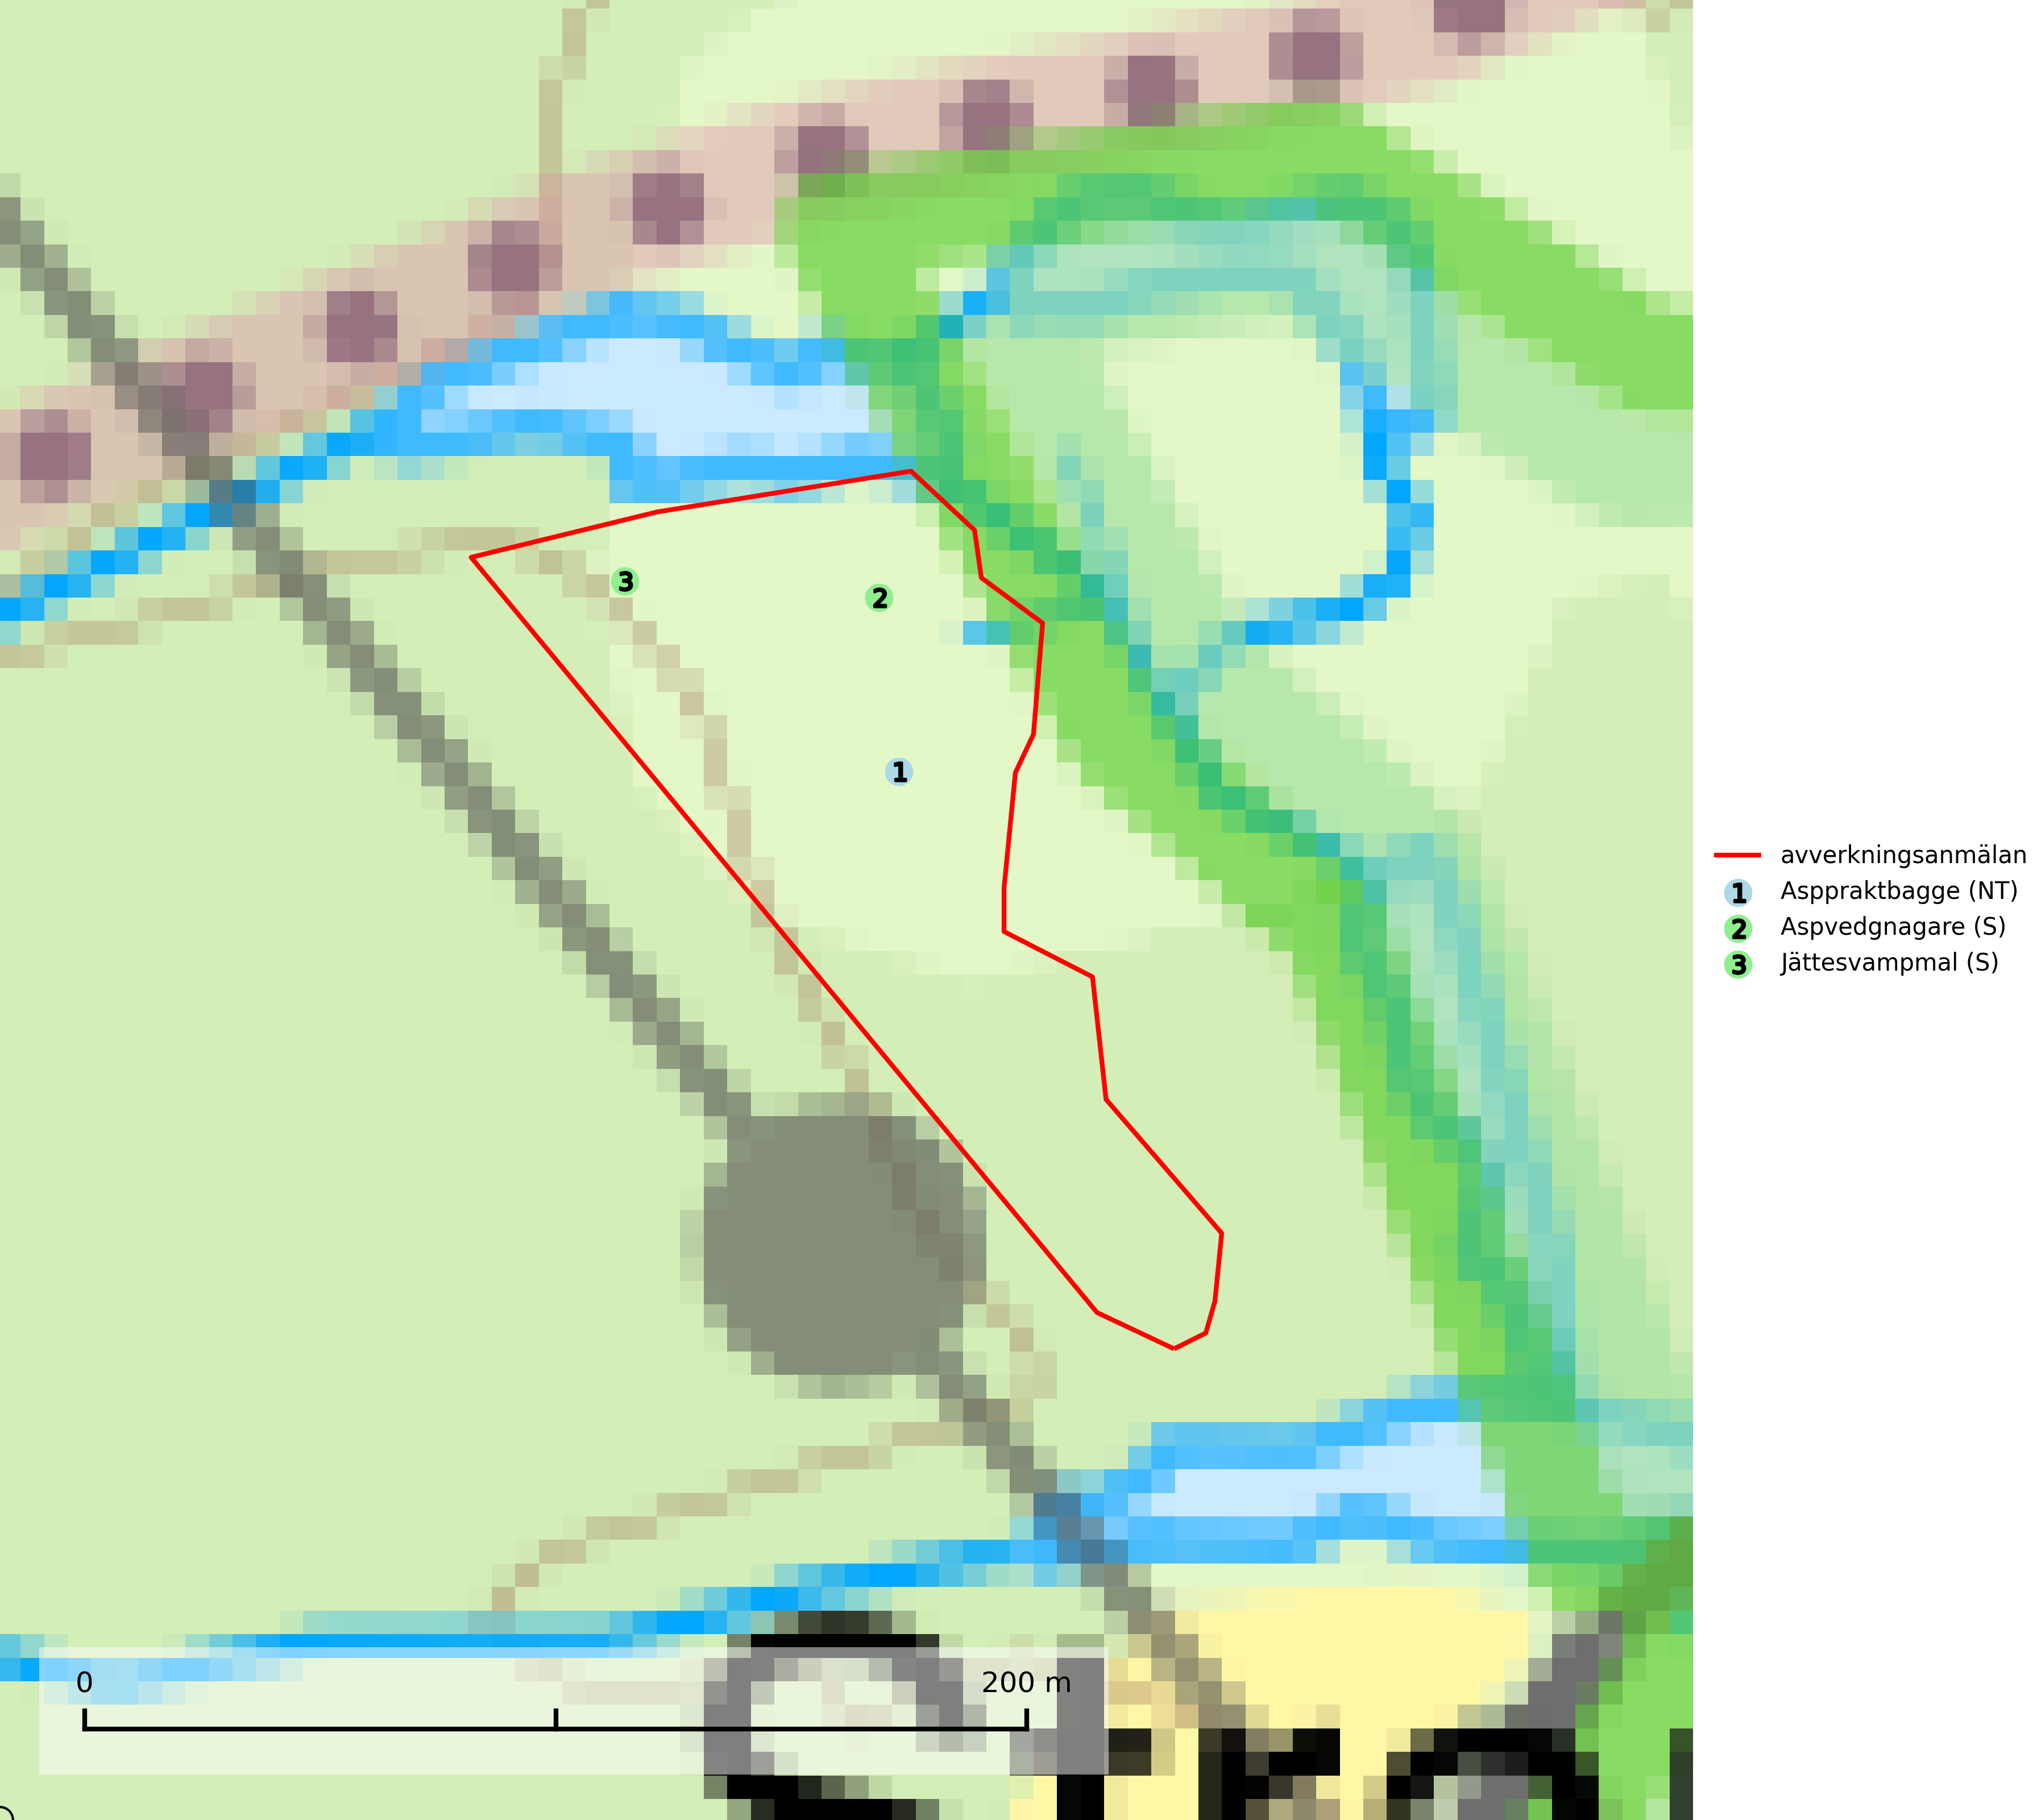 3
2
1
avverkningsanmälan
1 Asppraktbagge (NT)
2 Aspvedgnagare (S)
3 Jättesvampmal (S)
0 200 m